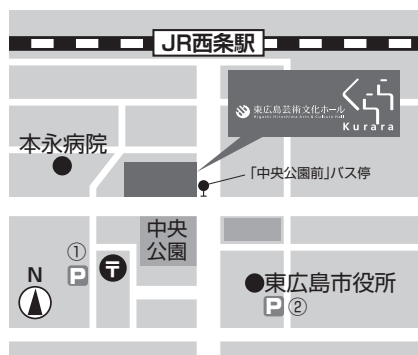 JR西条駅
東広島芸術文化ホール
Higashi Hiroshima Arts & Culture Hall
くらら
Kurara
本永病院
「中央公園前」バス停
中央
公園
①
P
〒
N
東広島市役所
P ②